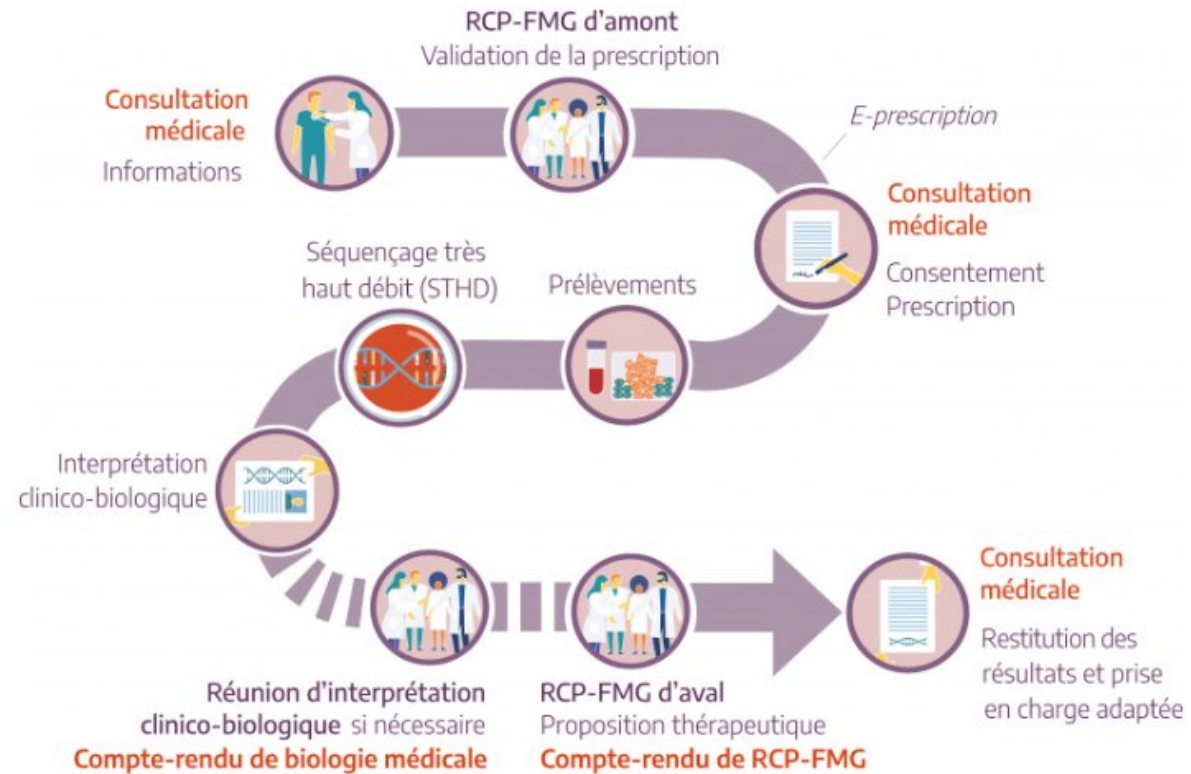 RCP-FMG d'amont
Validation de la prescription
Consultation
médicale
Informations
E-prescription
Consultation
médicale
Consentement
Prescription
Séquençage très
haut débit (STHD)
Prélèvements
Interprétation
clinico-biologique
Réunion d'interprétation
clinico-biologique si nécessaire
Compte-rendu de biologie médicale
RCP-FMG d'aval
Proposition thérapeutique
Compte-rendu de RCP-FMG
Consultation
médicale
Restitution des
résultats et prise
en charge adaptée